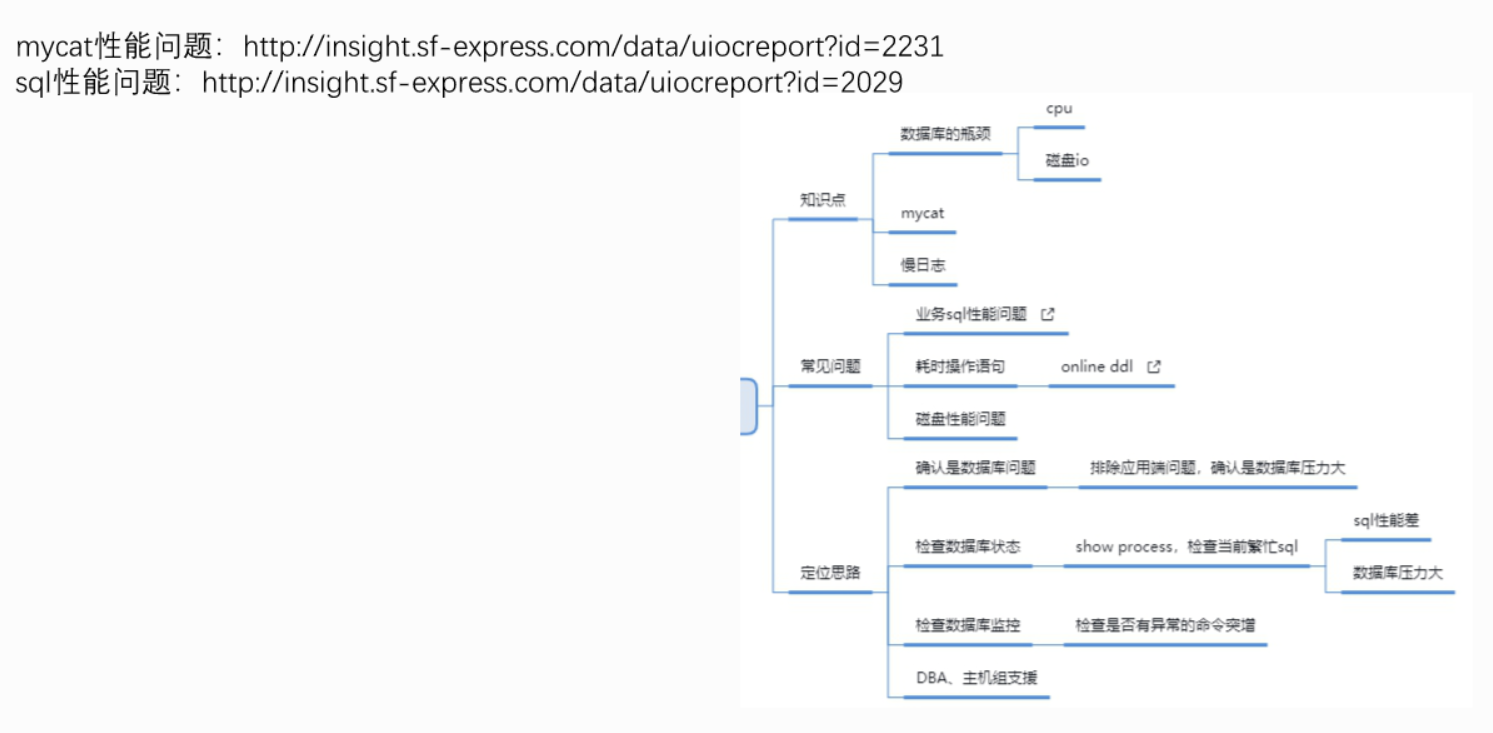 mycat性能问题：http://insight.sf-express.com/data/uiocreport?id=2231
sql性能问题：http://insight.sf-express.com/data/uiocreport?id=2029
知识点
数据库的瓶颈
cpu
磁盘io
mycat
慢日志
常见问题
业务sql性能问题
耗时操作语句
online ddl
磁盘性能问题
定位思路
确认是数据库问题
排除应用端问题，确认是数据库压力大
检查数据库状态
show process，检查当前繁忙sql
sql性能差
数据库压力大
检查数据库监控
检查是否有异常的命令突增
DBA、主机组支援